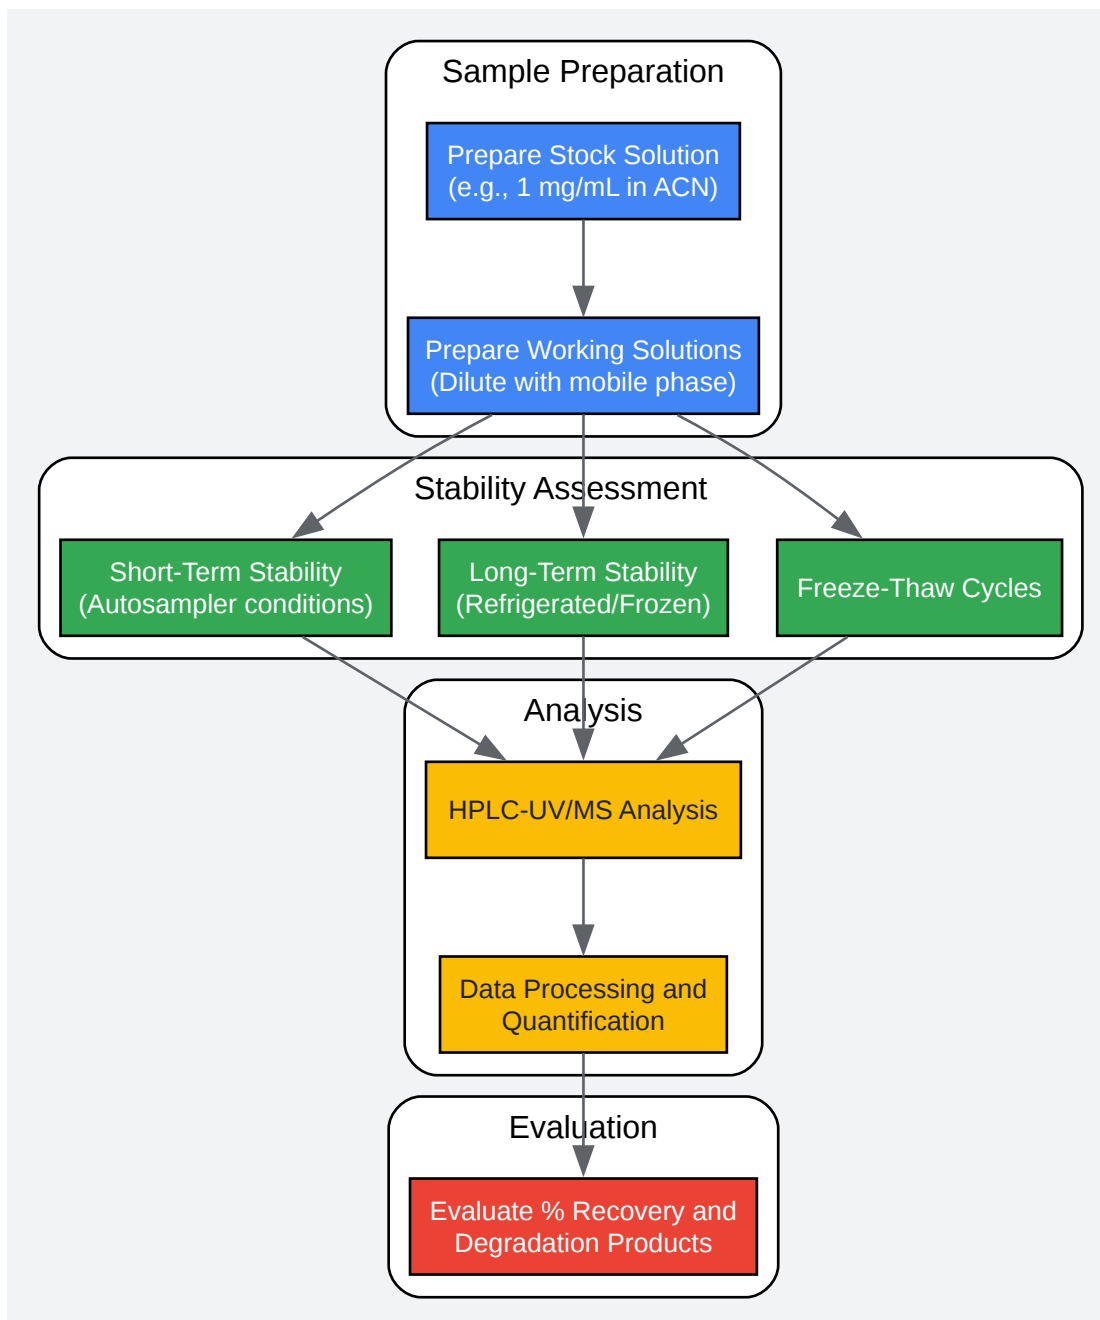 Sample Preparation
Prepare Stock Solution
(e.g., 1 mg/mL in ACN)
Prepare Working Solutions
(Dilute with mobile phase)
Stability Assessment
Short-Term Stability
(Autosampler conditions)
Long-Term Stability
(Refrigerated/Frozen)
Freeze-Thaw Cycles
Analysis
HPLC-UV/MS Analysis
Data Processing and
Quantification
Evaluation
Evaluate % Recovery and
Degradation Products